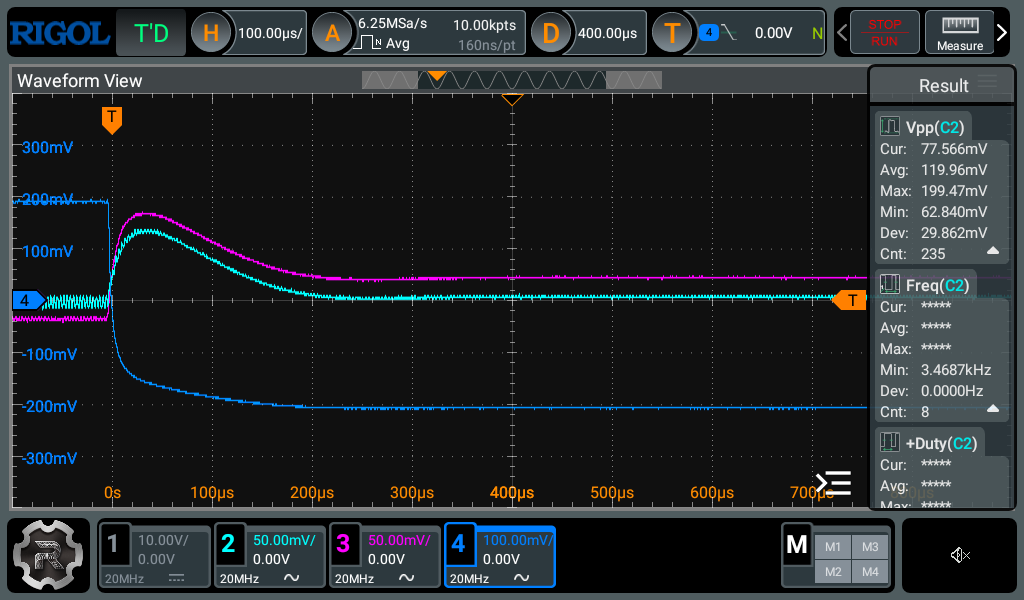 RIGOL T'D H 100.00µs/ A 6.25MSa/s 10.00kpts D 400.00µs T 4 0.00V N STOP
N Avg 160ns/pt RUN Measure
Waveform View
Result
T
Vpp(C2)
Cur: 77.566mV
Avg: 119.96mV
Max: 199.47mV
Min: 62.840mV
Dev: 29.862mV
Cnt: 235
Freq(C2)
Cur: *****
Avg: *****
Max: *****
Min: 3.4687kHz
Dev: 0.0000Hz
Cnt: 8
+Duty(C2)
Cur: *****
Avg: *****
Max: *****
300mV
200mV
100mV
4
T
-100mV
-200mV
-300mV
0s 100µs 200µs 300µs 400µs 500µs 600µs 700µs
1 10.00V/ 0.00V 20MHz
2 50.00mV/ 0.00V 20MHz
3 50.00mV/ 0.00V 20MHz
4 100.00mV/ 0.00V 20MHz
M M1 M3
M2 M4